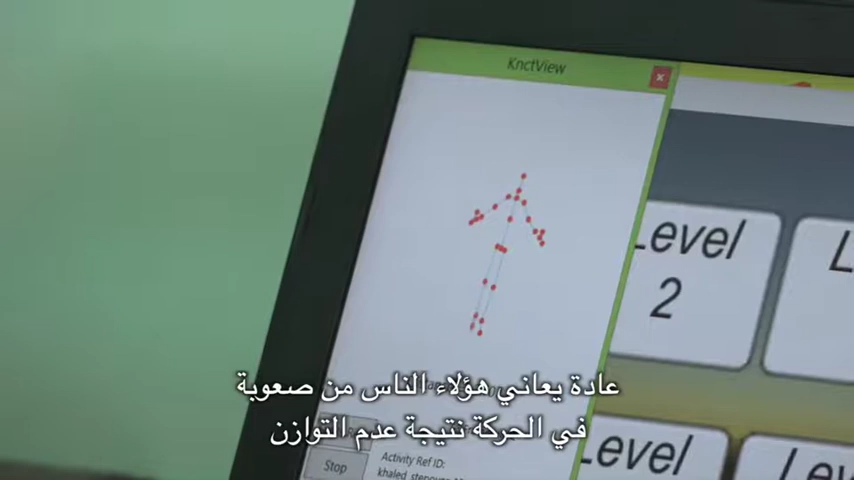 KnctView
Level
2
L
عادة يعاني هؤلاء الناس من صعوبة
في الحركة نتيجة عدم التوازن
Level
Level
Stop
Activity Ref ID: